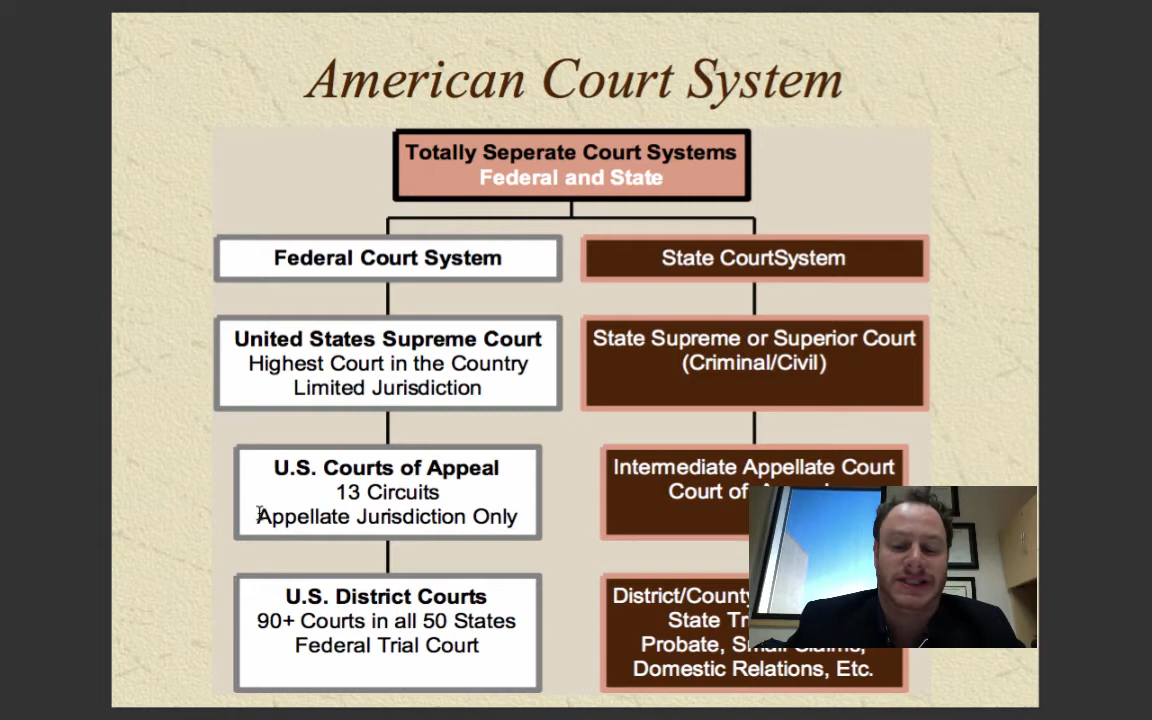 American Court System
Totally Seperate Court Systems
Federal and State
Federal Court System
State CourtSystem
United States Supreme Court
Highest Court in the Country
Limited Jurisdiction
State Supreme or Superior Court
(Criminal/Civil)
U.S. Courts of Appeal
13 Circuits
Appellate Jurisdiction Only
Intermediate Appellate Court
Court of
U.S. District Courts
90+ Courts in all 50 States
Federal Trial Court
District/County
State
Probate,
Domestic Relations, Etc.